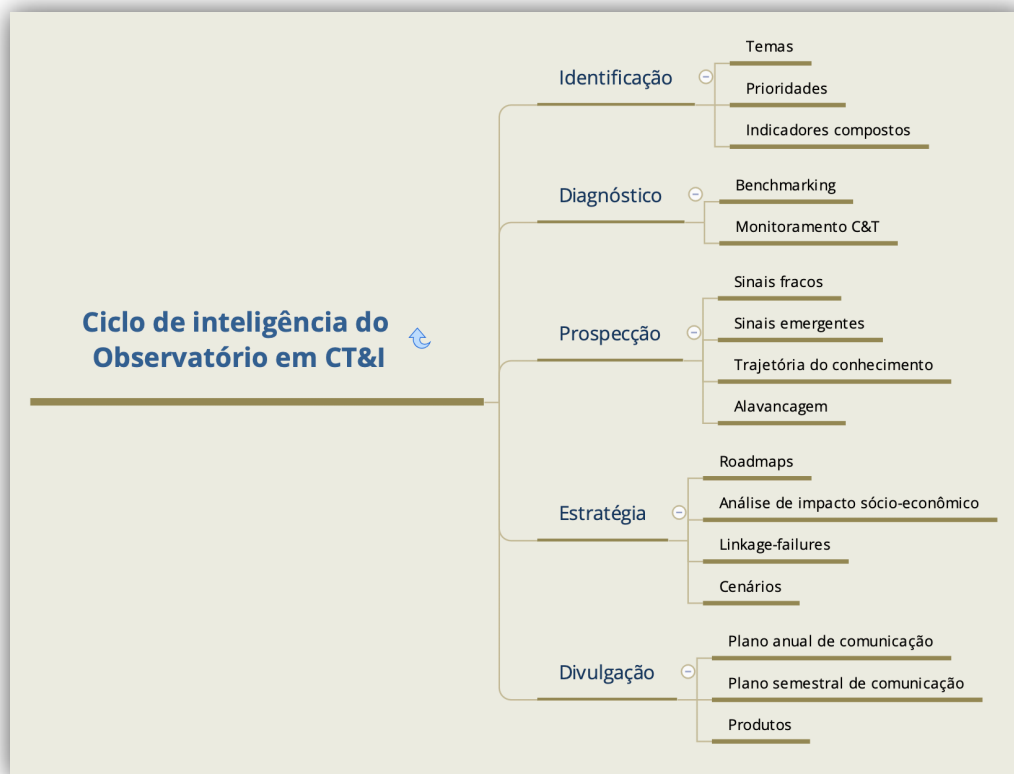 Ciclo de inteligência do
Observatório em CT&I
Identificação
Temas
Prioridades
Indicadores compostos
Diagnóstico
Benchmarking
Monitoramento C&T
Prospecção
Sinais fracos
Sinais emergentes
Trajetória do conhecimento
Alavancagem
Estratégia
Roadmaps
Análise de impacto sócio-econômico
Linkage-failures
Cenários
Divulgação
Plano anual de comunicação
Plano semestral de comunicação
Produtos